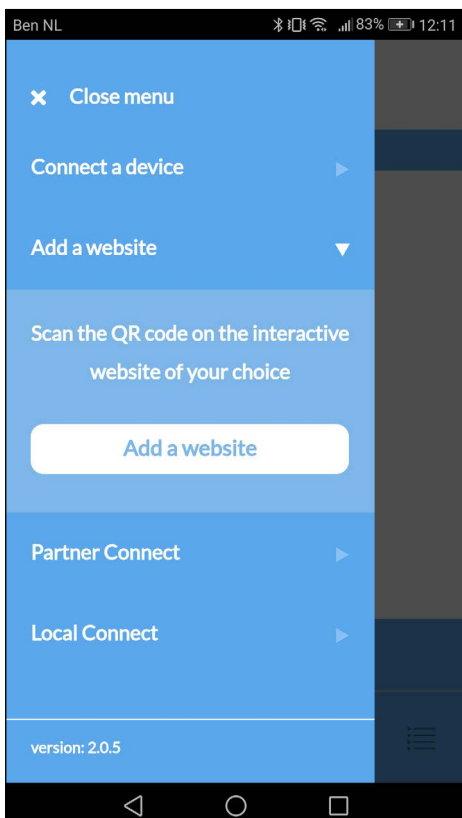 Ben NL 83% 12:11
Close menu
Connect a device
Add a website
Scan the QR code on the interactive
website of your choice
Add a website
Partner Connect
Local Connect
version: 2.0.5